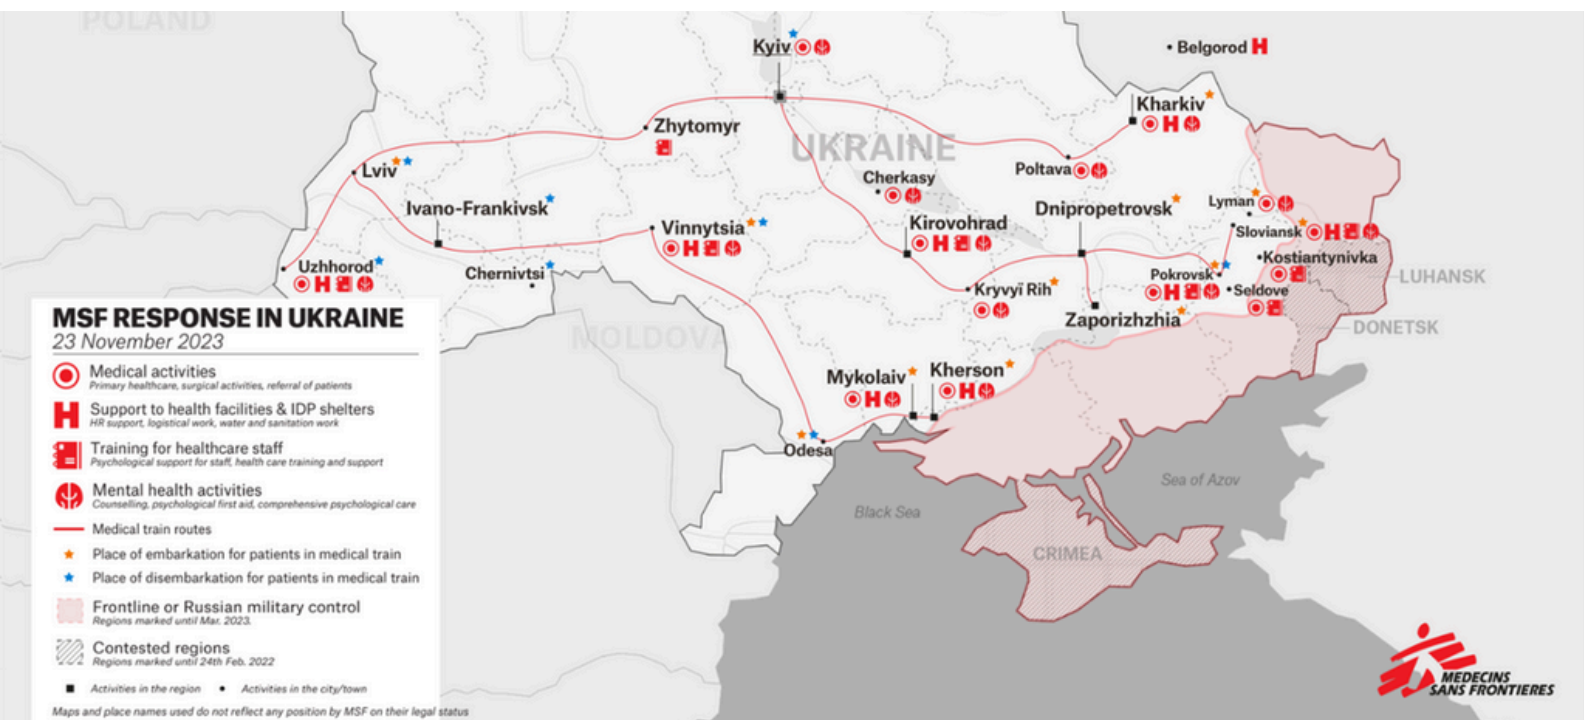 POLAND
Kyiv
Belgorod
Kharkiv
Zhytomyr
UKRAINE
Lviv
Poltava
Cherkasy
Ivano-Frankivsk
Dnipropetrovsk
Lyman
Vinnytsia
Kirovohrad
Sloviansk
Kostiantynivka
Uzhhorod
Chernivtsi
Pokrovsk
LUHANSK
Kryvyï Rih
Seldove
MSF RESPONSE IN UKRAINE
23 November 2023
Zaporizhzhia
MOLDOVA
DONETSK
Medical activities
Primary healthcare, surgical activities, referral of patients
Mykolaiv
Kherson
Support to health facilities & IDP shelters
HR support, logistical work, water and sanitation work
Training for healthcare staff
Psychological support for staff, health care training and support
Odesa
Mental health activities
Counselling, psychological first aid, comprehensive psychological care
Sea of Azov
Black Sea
Medical train routes
Place of embarkation for patients in medical train
CRIMEA
Place of disembarkation for patients in medical train
Frontline or Russian military control
Regions marked until Mar. 2023.
Contested regions
Regions marked until 24th Feb. 2022
Activities in the region
Activities in the city/town
Maps and place names used do not reflect any position by MSF on their legal status
MEDECINS
SANS FRONTIERES